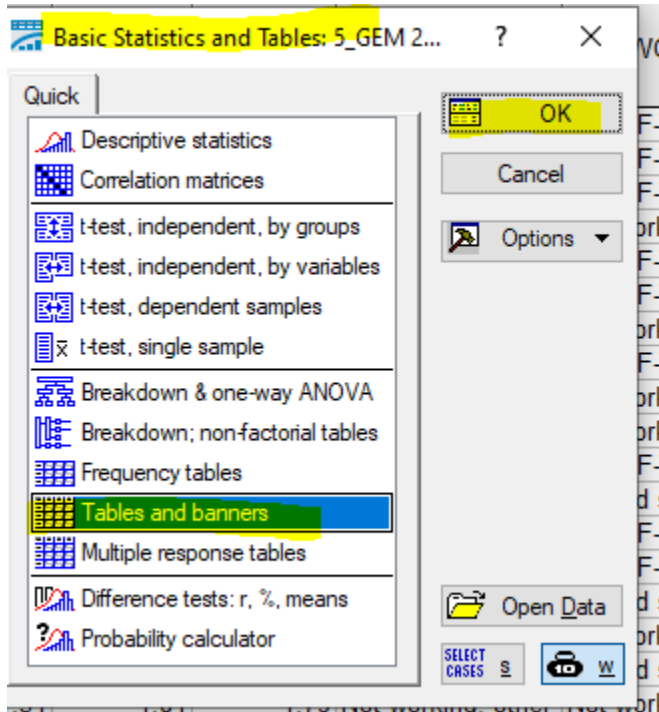 Basic Statistics and Tables: 5_GEM 2... ? ×
Quick
Descriptive statistics
Correlation matrices
t-test, independent, by groups
t-test, independent, by variables
t-test, dependent samples
t-test, single sample
Breakdown & one-way ANOVA
Breakdown; non-factorial tables
Frequency tables
Tables and banners
Multiple response tables
Difference tests: r, %, means
Probability calculator
OK
Cancel
Options
Open Data
SELECT
CASES S
W